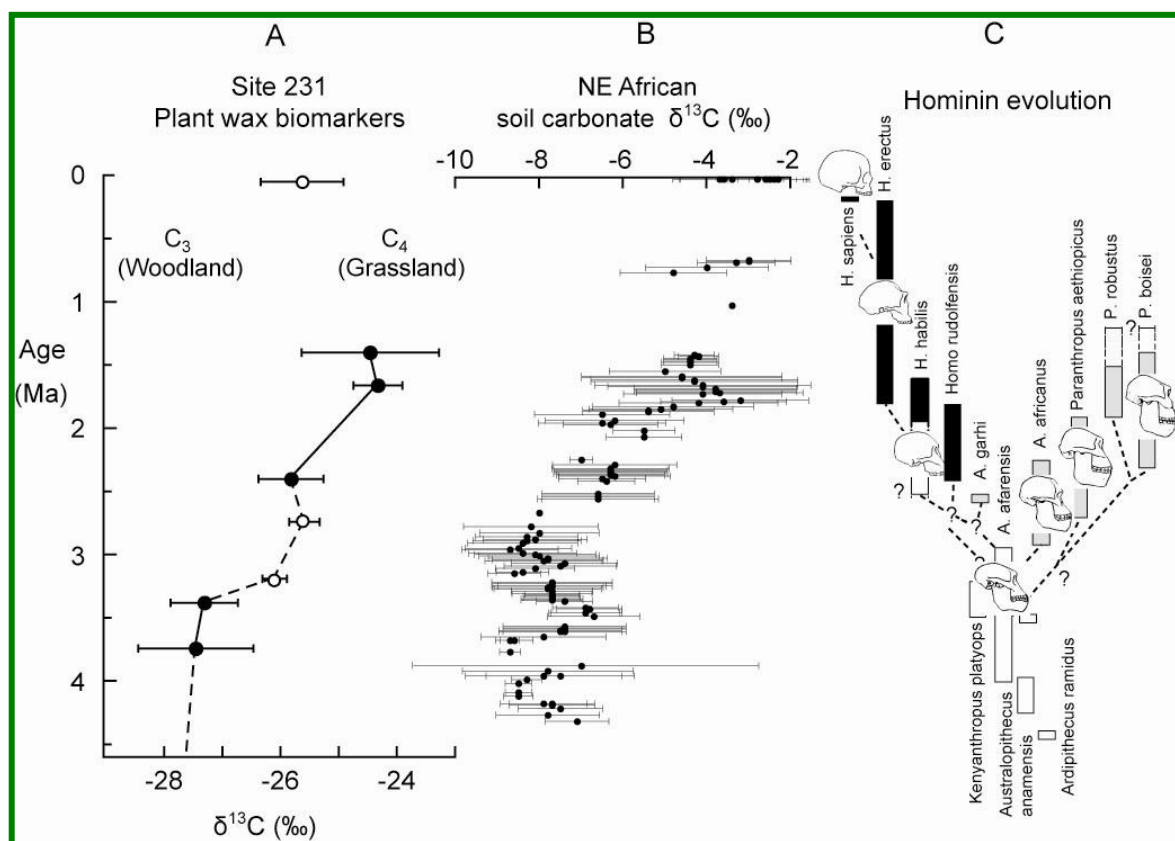 A
B
C
Site 231
Plant wax biomarkers
NE African
soil carbonate δ¹³C (‰)
Hominin evolution
-10
-8
-6
-4
-2
0
1
2
3
4
Age
(Ma)
C₃
(Woodland)
C₄
(Grassland)
-28
-26
-24
δ¹³C (‰)
H. sapiens
H. erectus
H. habilis
Homo rudolfensis
A. garhi
A. afarensis
A. africanus
Paranthropus aethiopicus
P. robustus
P. boisei
?
?
?
?
?
?
Kenyanthropus platyops
Australopithecus
anamensis
Ardipithecus ramidus